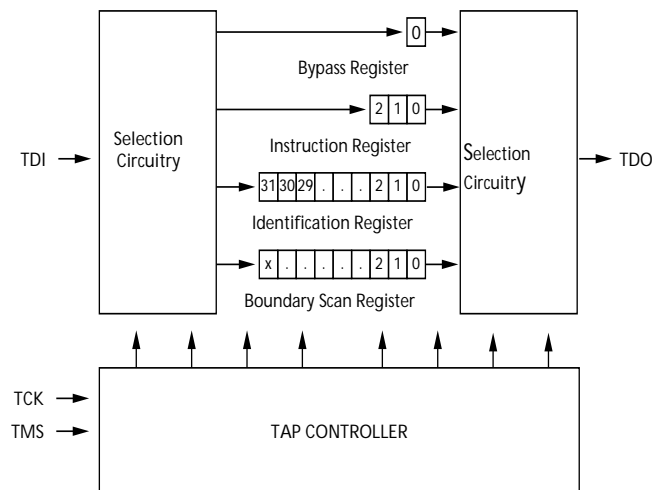 0
Bypass Register
2 1 0
Selection
Circuitry
Selection
Circuitry
TDI
TDO
Instruction Register
31 30 29 . . . 2 1 0
Identification Register
x . . . . . 2 1 0
Boundary Scan Register
TCK
TMS
TAP CONTROLLER